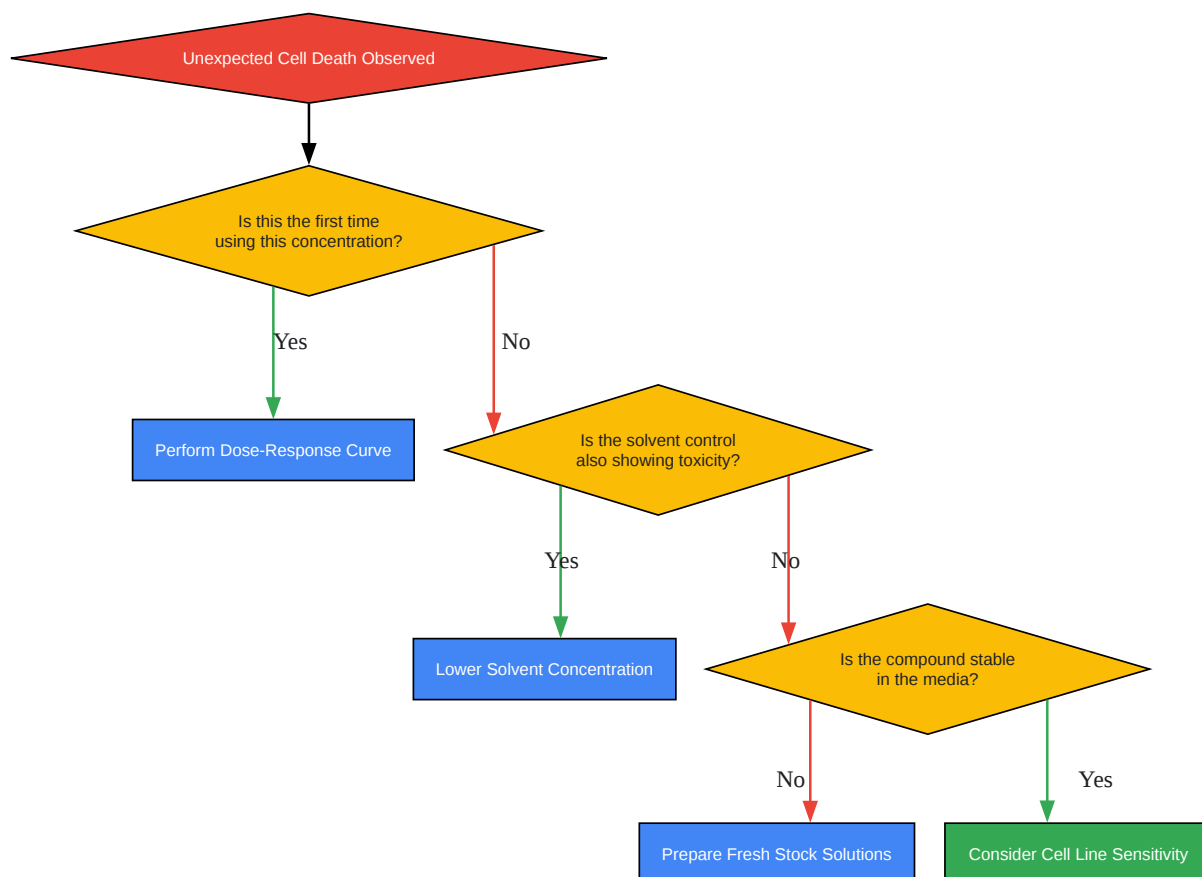 Unexpected Cell Death Observed
Is this the first time
using this concentration?
Yes
No
Perform Dose-Response Curve
Is the solvent control
also showing toxicity?
Yes
No
Lower Solvent Concentration
Is the compound stable
in the media?
No
Yes
Prepare Fresh Stock Solutions
Consider Cell Line Sensitivity